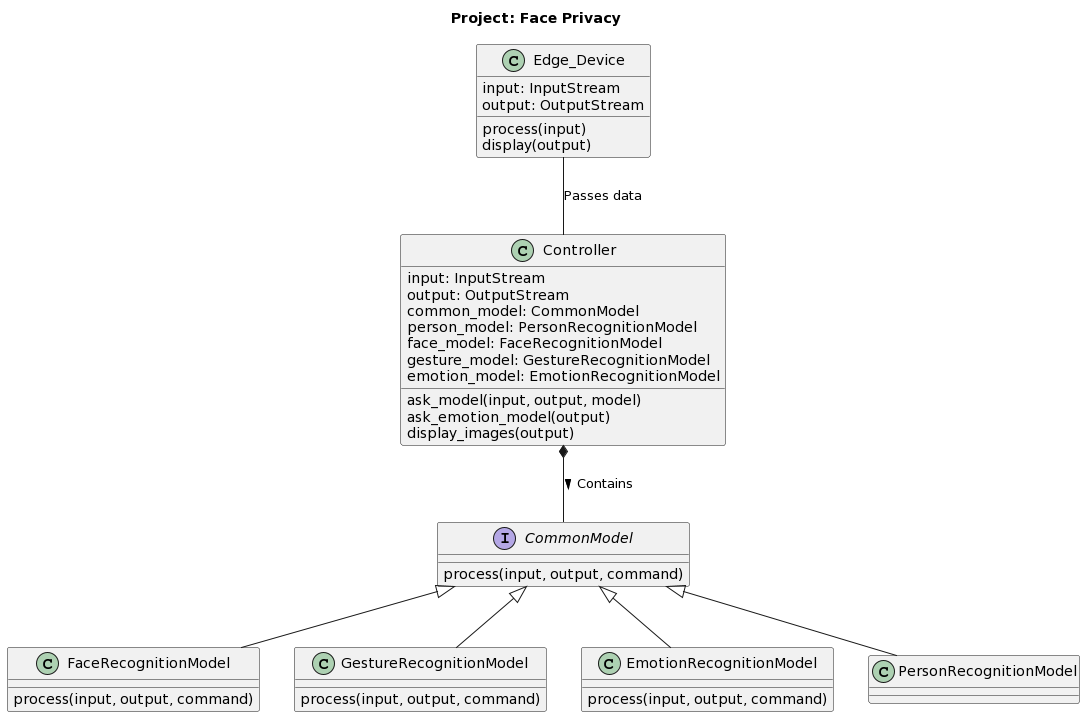 Project: Face Privacy
C Edge_Device
input: InputStream
output: OutputStream
process(input)
display(output)
Passes data
C Controller
input: InputStream
output: OutputStream
common_model: CommonModel
person_model: PersonRecognitionModel
face_model: FaceRecognitionModel
gesture_model: GestureRecognitionModel
emotion_model: EmotionRecognitionModel
ask_model(input, output, model)
ask_emotion_model(output)
display_images(output)
Contains
I CommonModel
process(input, output, command)
C FaceRecognitionModel
process(input, output, command)
C GestureRecognitionModel
process(input, output, command)
C EmotionRecognitionModel
process(input, output, command)
C PersonRecognitionModel